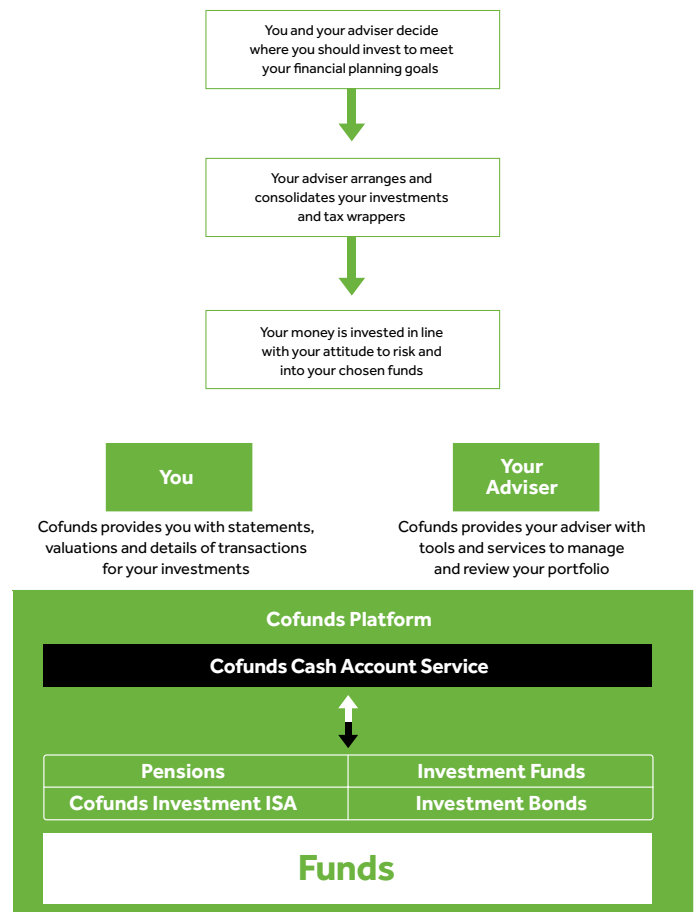 You and your adviser decide
where you should invest to meet
your financial planning goals
Your adviser arranges and
consolidates your investments
and tax wrappers
Your money is invested in line
with your attitude to risk and
into your chosen funds
You
Cofunds provides you with statements,
valuations and details of transactions
for your investments
Your
Adviser
Cofunds provides your adviser with
tools and services to manage
and review your portfolio
Cofunds Platform
Cofunds Cash Account Service
Pensions
Investment Funds
Cofunds Investment ISA
Investment Bonds
Funds